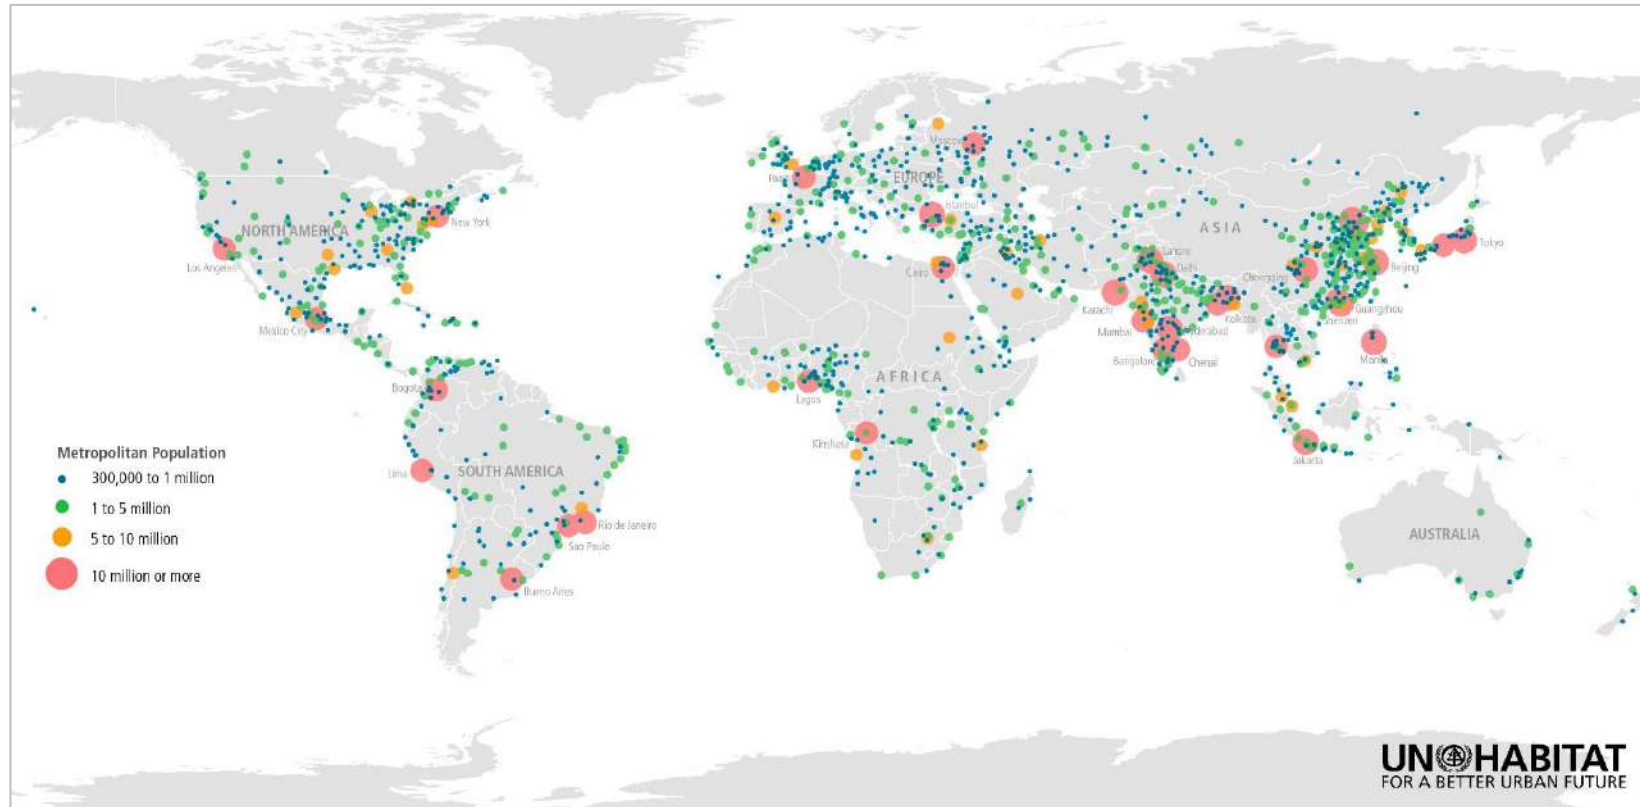 Moscow
Paris
EUROPE
Istanbul
NORTH AMERICA
New York
ASIA
Los Angeles
Lahore
Delhi
Tokyo
Cairo
Chongqing
Beijing
Karachi
Guangzhou
Mexico City
Kolkota
Shenzen
Mumbai
Hyderabad
Bangalore
Chenai
Manila
AFRICA
Bogota
Lagos
Kinshasa
Jakarta
Lima
SOUTH AMERICA
Rio de Janeiro
Sao Paulo
AUSTRALIA
Bueno Aires
Metropolitan Population
300,000 to 1 million
1 to 5 million
5 to 10 million
10 million or more
UN HABITAT
FOR A BETTER URBAN FUTURE